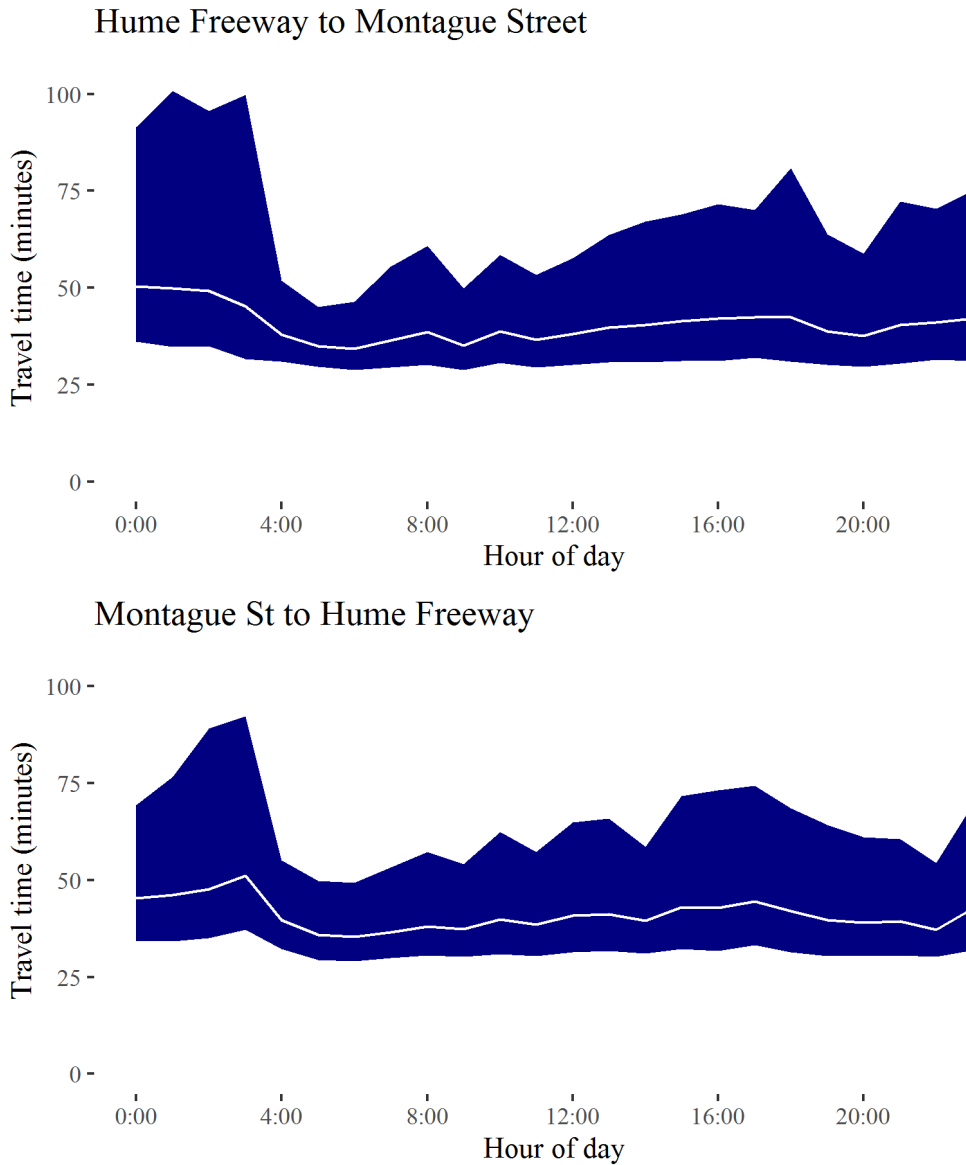 Hume Freeway to Montague Street
100
75
50
25
0
Travel time (minutes)
0:00 4:00 8:00 12:00 16:00 20:00
Hour of day
Montague St to Hume Freeway
100
75
50
25
0
Travel time (minutes)
0:00 4:00 8:00 12:00 16:00 20:00
Hour of day